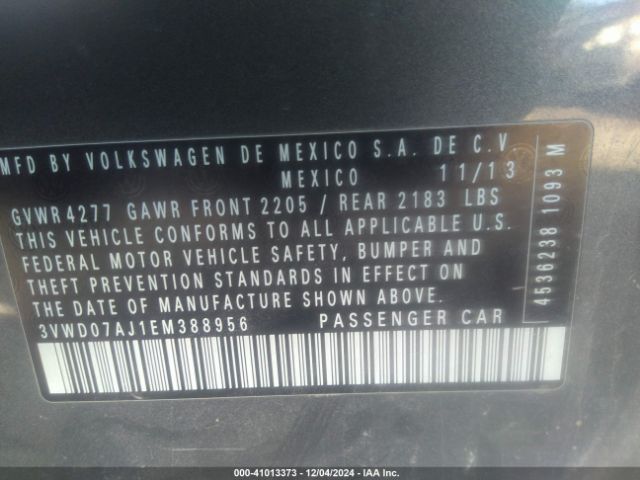 MFD BY VOLKSWAGEN DE MEXICO S.A. DE C.V.
MEXICO 11/13
GVWR 4277 GAWR FRONT 2205 / REAR 2183 LBS
THIS VEHICLE CONFORMS TO ALL APPLICABLE U.S.
FEDERAL MOTOR VEHICLE SAFETY, BUMPER AND
THEFT PREVENTION STANDARDS IN EFFECT ON
THE DATE OF MANUFACTURE SHOWN ABOVE.
3VWD07AJ1EM388956 PASSENGER CAR
4536238 1093 M
000-41013373 - 12/04/2024 - IAA Inc.